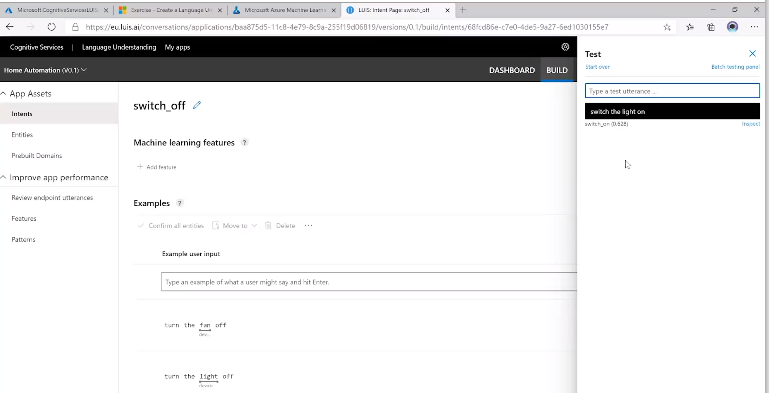 Microsoft.CognitiveServicesLUIS
Exercise - Create a Language Un
Microsoft Azure Machine Learni
LUIS: Intent Page: switch_off
https://eu.luis.ai/conversations/applications/baa875d5-11c8-4e79-8c9a-255f19d06819/versions/0.1/build/intents/68fcd86e-c7e0-4de5-9a27-6ed1030155e7
Cognitive Services | Language Understanding My apps
Home Automation (V0.1)
DASHBOARD BUILD
App Assets
Intents
Entities
Prebuilt Domains
Improve app performance
Review endpoint utterances
Features
Patterns
switch_off
Machine learning features ?
+ Add feature
Examples ?
Confirm all entities Move to Delete ...
Example user input
Type an example of what a user might say and hit Enter.
turn the fan off
turn the light off
device
Test
Start over Batch testing panel
Type a test utterance ...
switch the light on
switch_on (0.628) Inspect